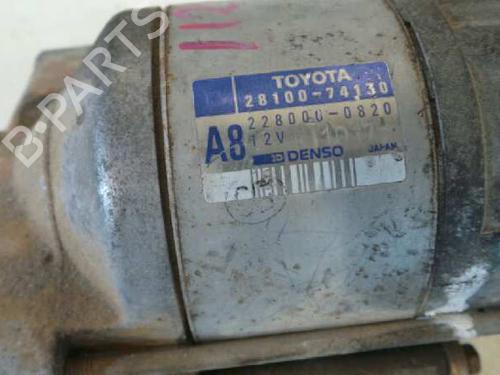 TOYOTA
28100-74130
228000-0820
A8 12V
DENSO JAPAN
B-PARTS